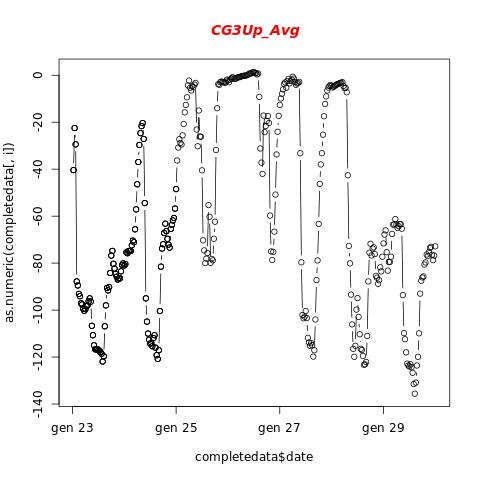 CG3Up_Avg
as.numeric(completedata[, i])
0
-20
-40
-60
-80
-100
-120
-140
gen 23
gen 25
gen 27
gen 29
completedata$date